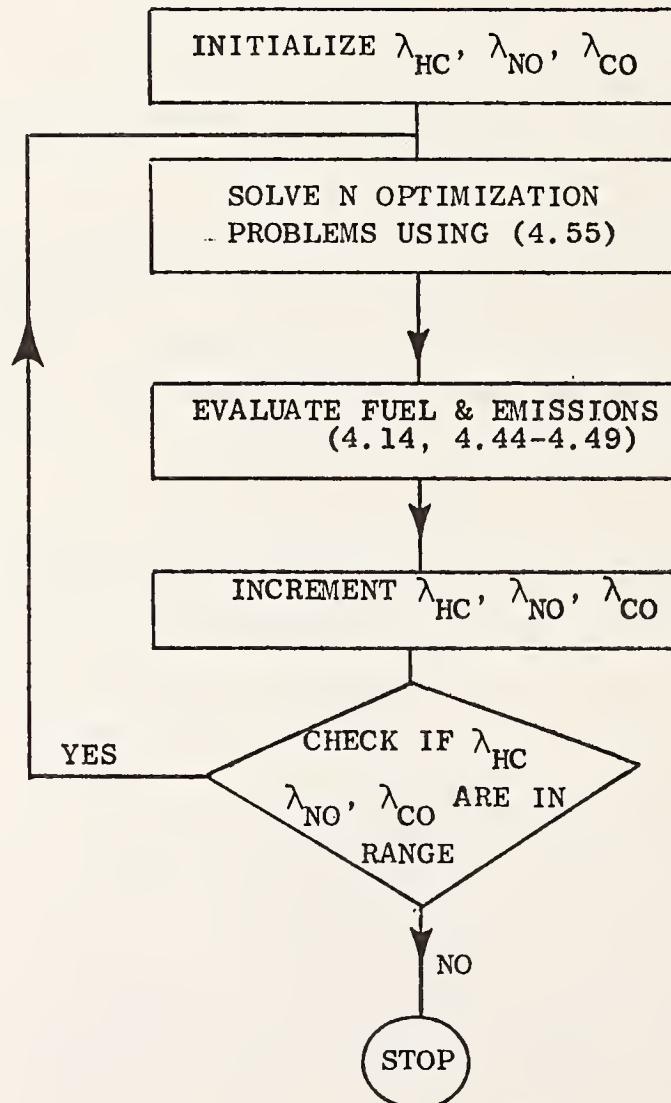 INITIALIZE λHC, λNO, λCO
SOLVE N OPTIMIZATION
PROBLEMS USING (4.55)
EVALUATE FUEL & EMISSIONS
(4.14, 4.44-4.49)
INCREMENT λHC, λNO, λCO
YES
CHECK IF λHC
λNO, λCO ARE IN
RANGE
NO
STOP